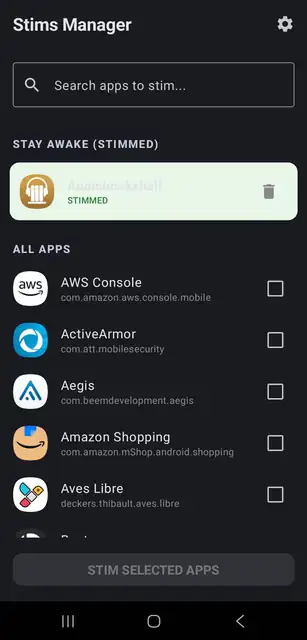 Stims Manager
Search apps to stim...
STAY AWAKE (STIMMED)
Audiobookshelf
STIMMED
ALL APPS
aws
AWS Console
com.amazon.aws.console.mobile
ActiveArmor
com.att.mobilesecurity
Aegis
com.beemdevelopment.aegis
Amazon Shopping
com.amazon.mShop.android.shopping
Aves Libre
deckers.thibault.aves.libre
STIM SELECTED APPS